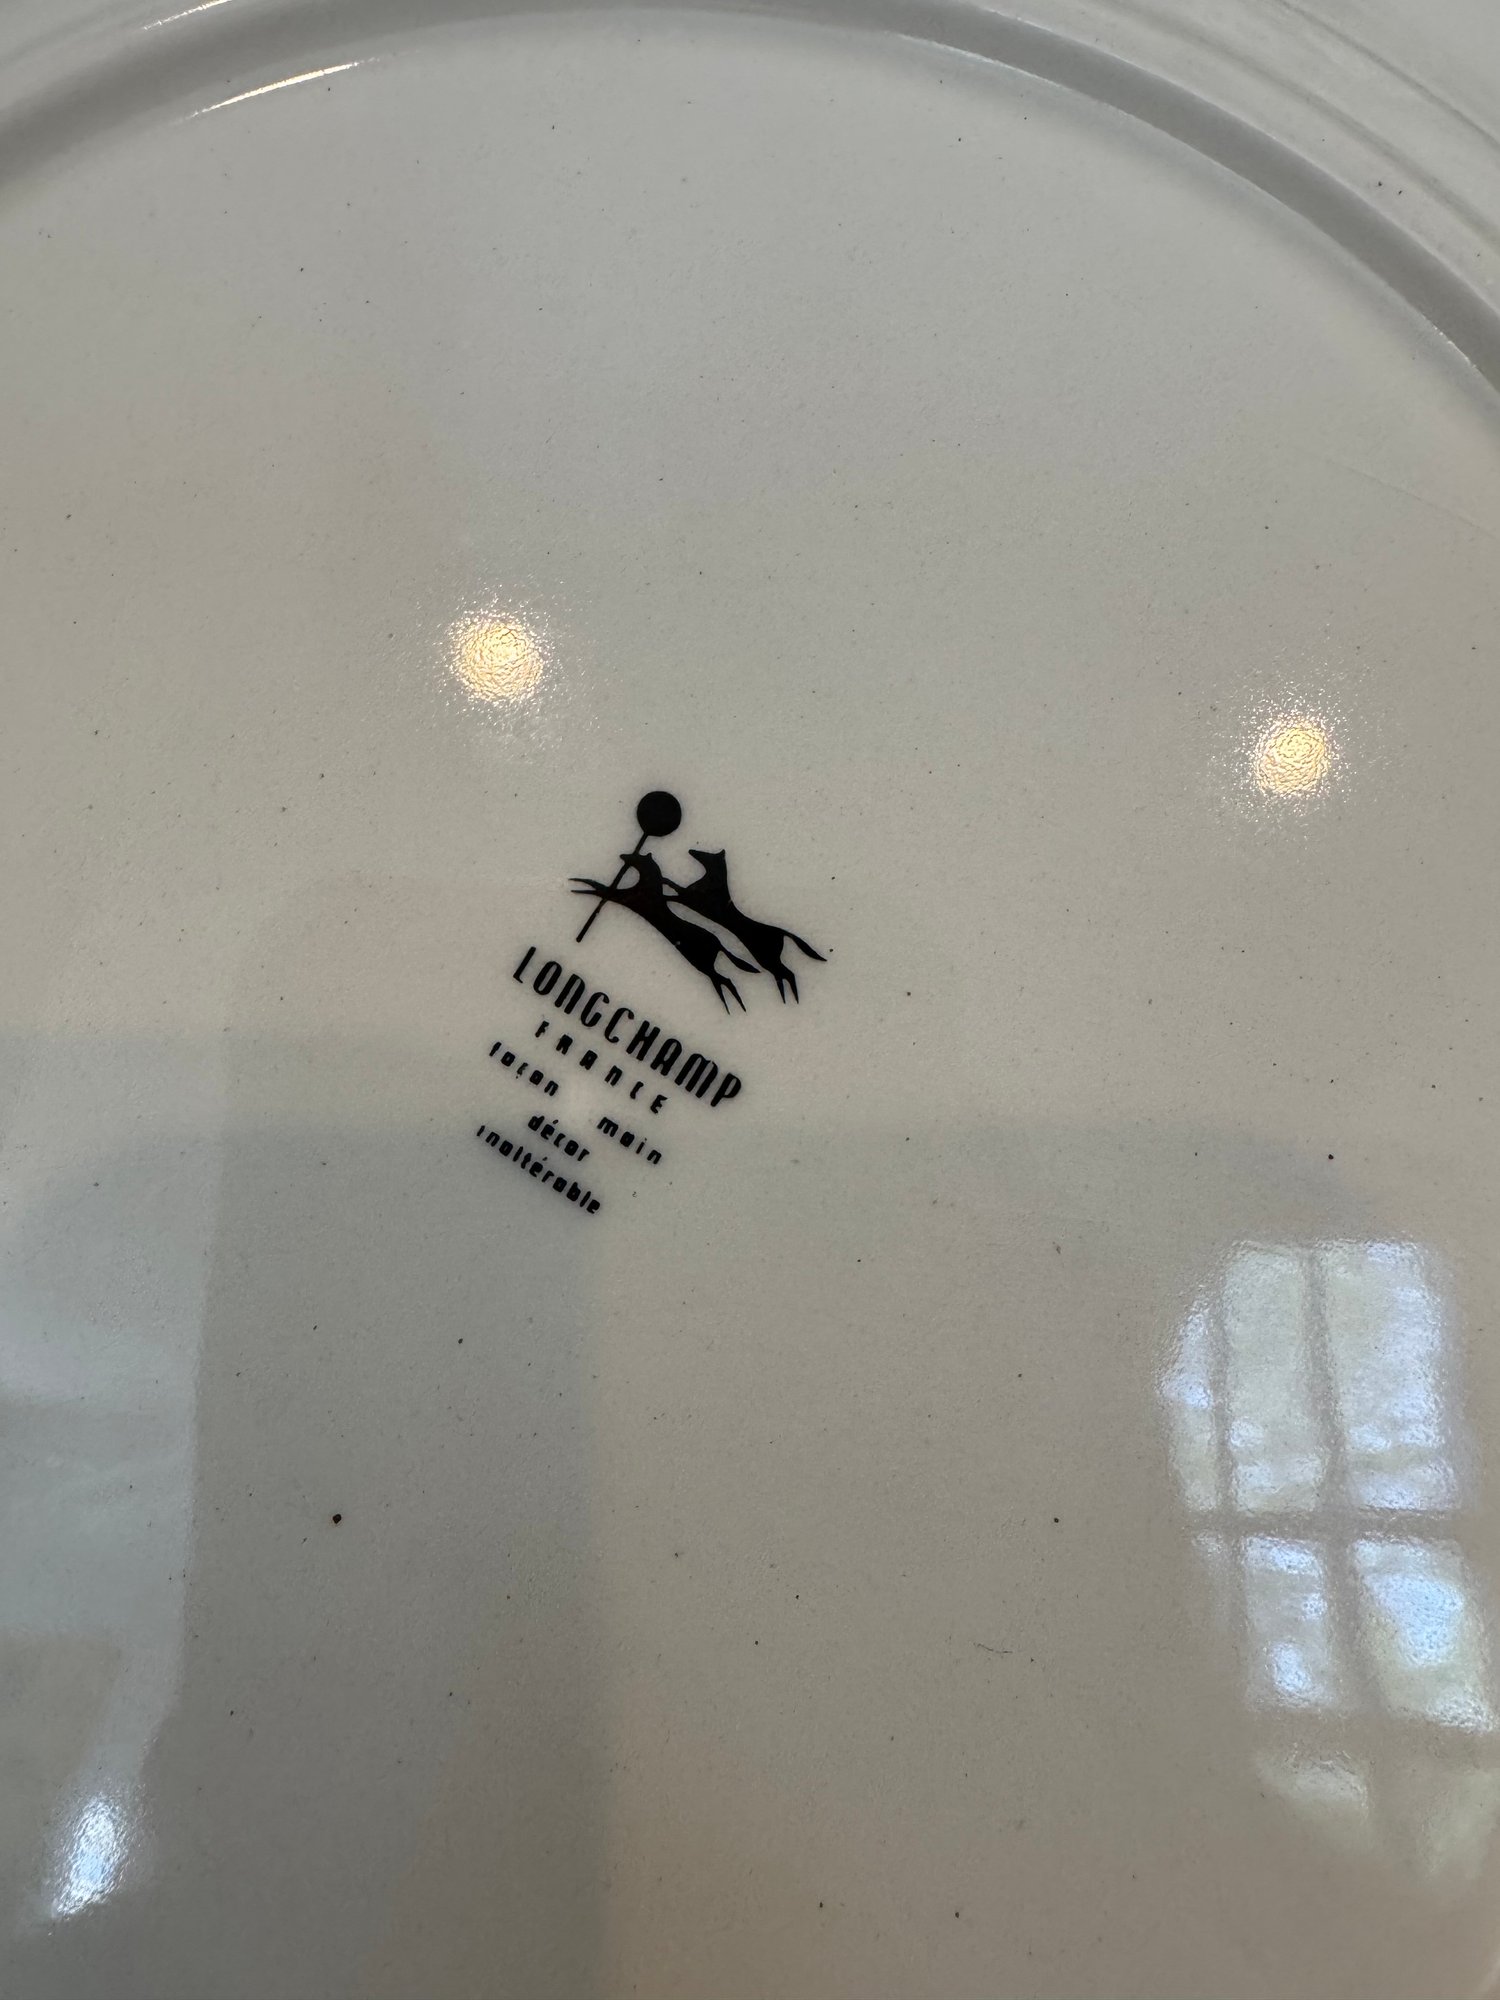 LONGCHAMP
FRANCE
façon main
décor
inaltérable